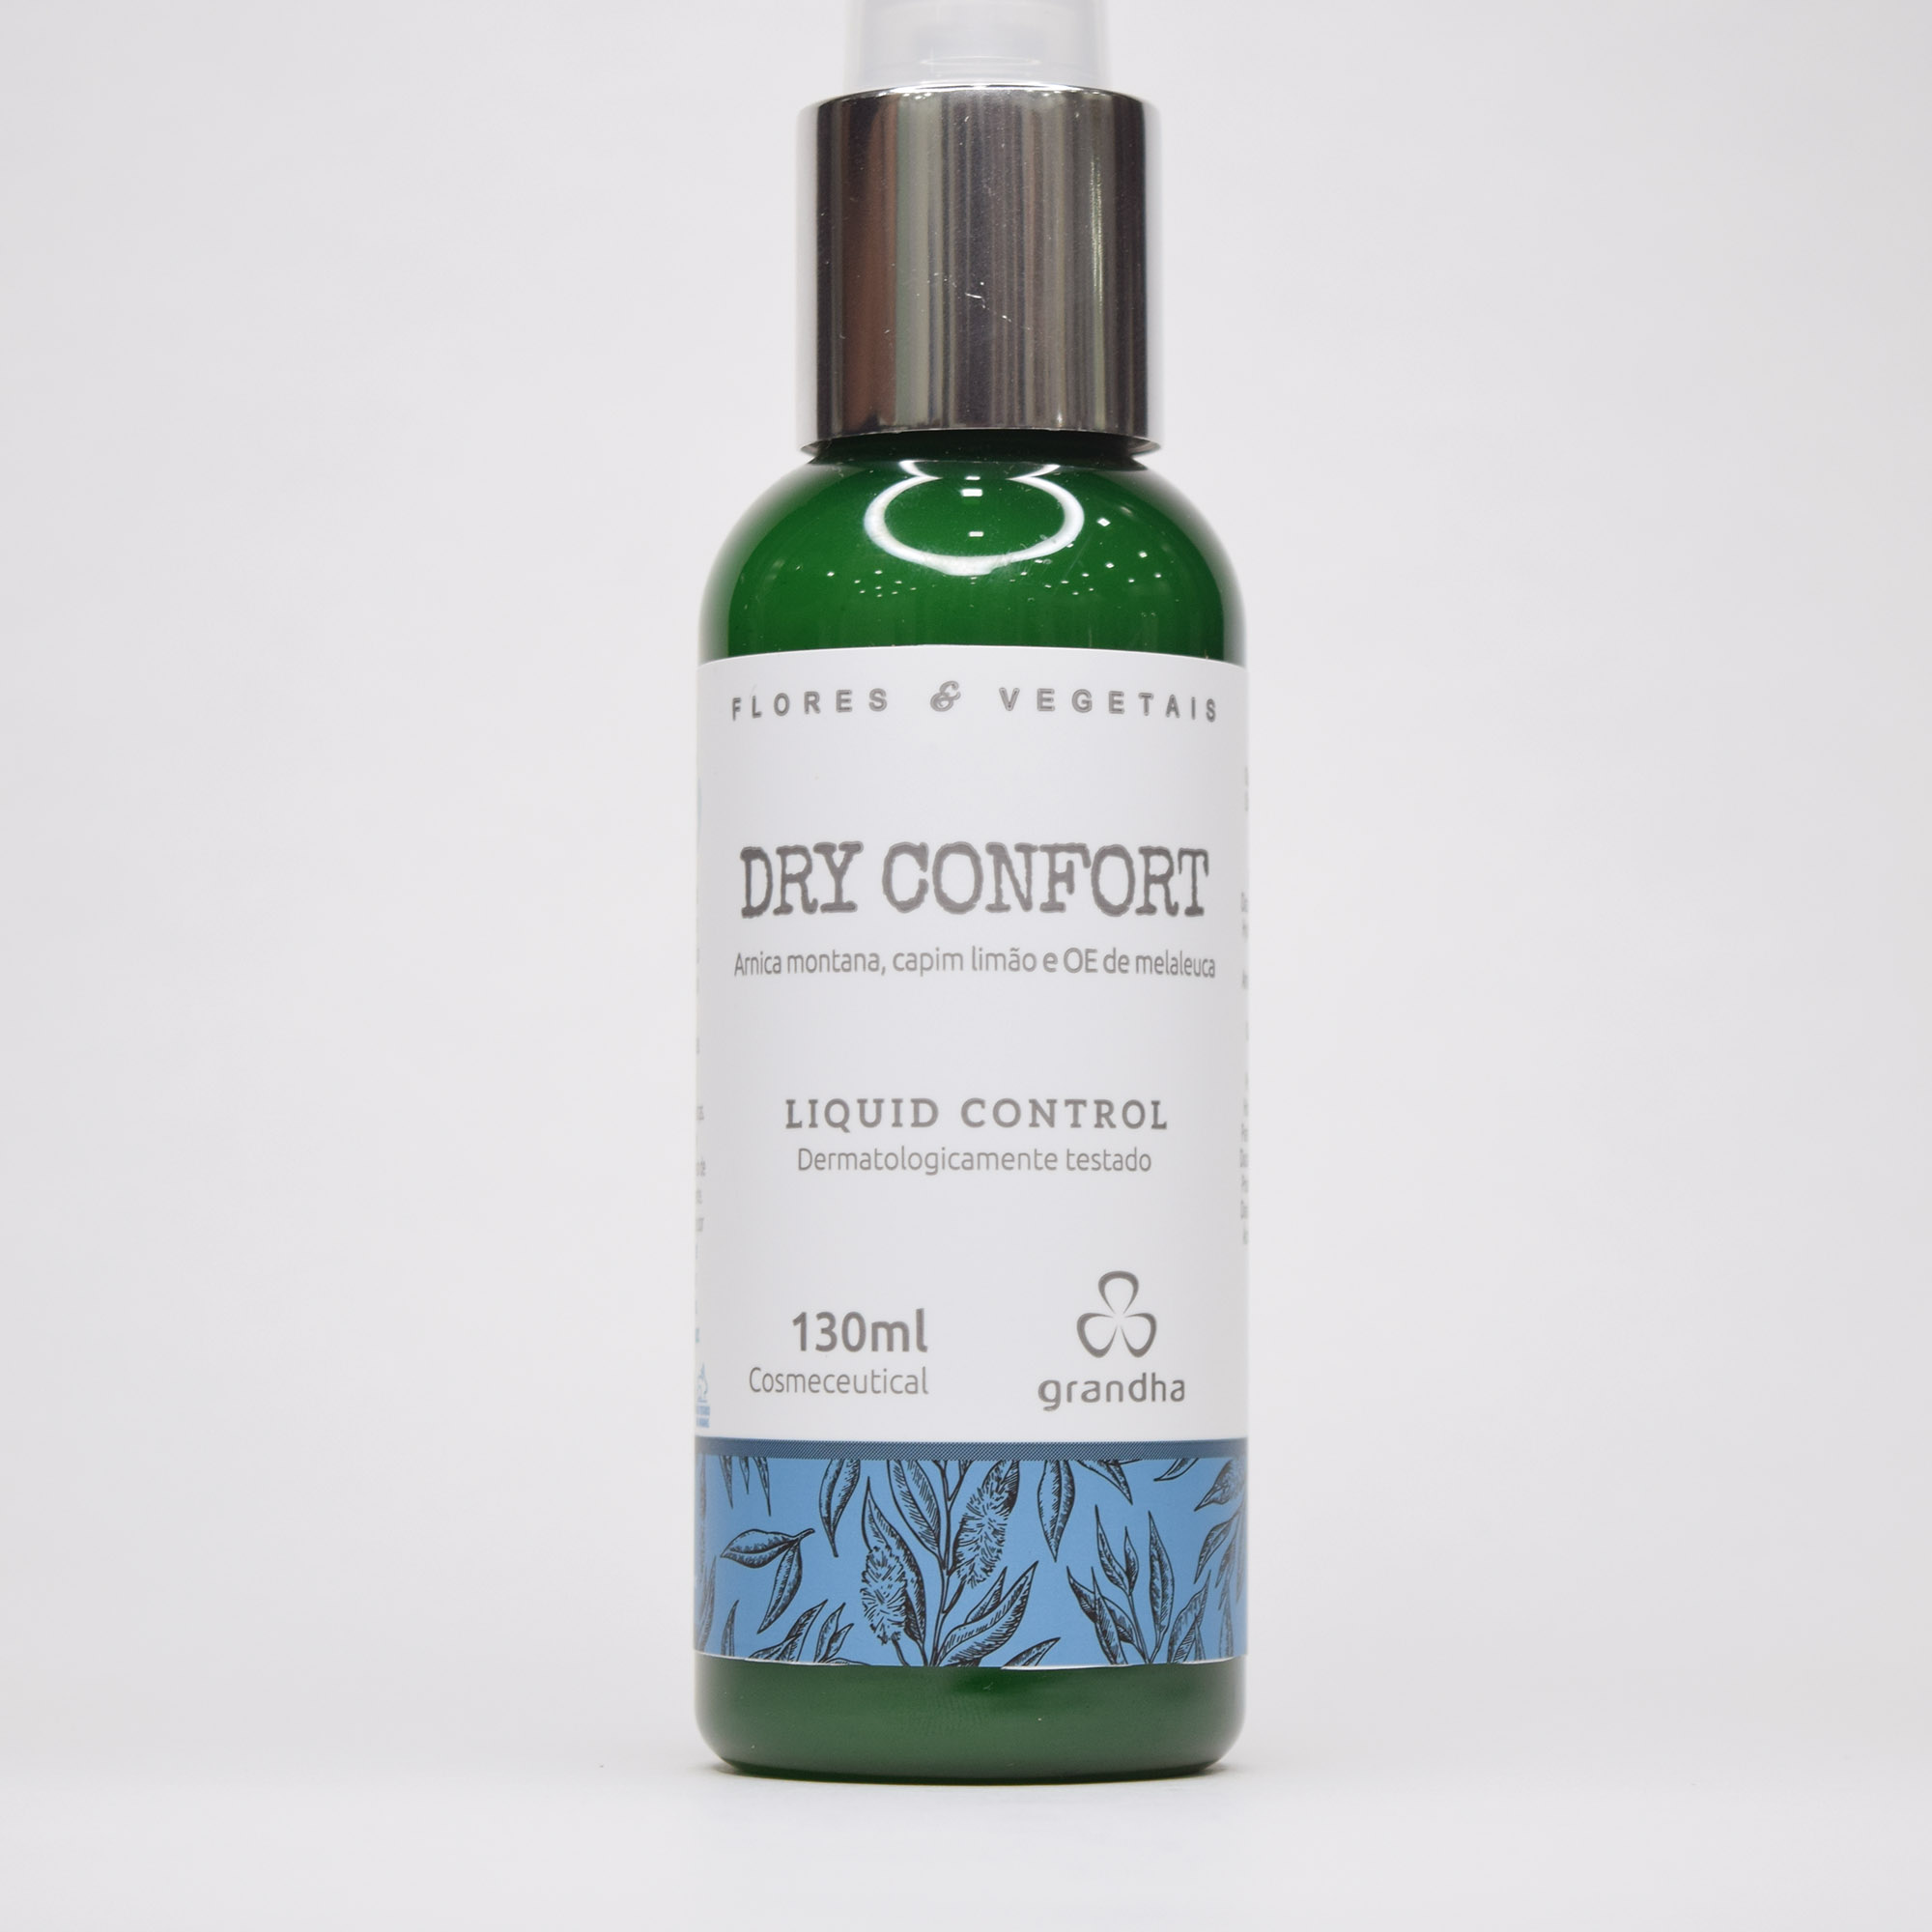 FLORES & VEGETAIS
DRY CONFORT
Arnica montana, capim limão e OE de melaleuca
LIQUID CONTROL
Dermatologicamente testado
130ml
Cosmeceutical
grandha